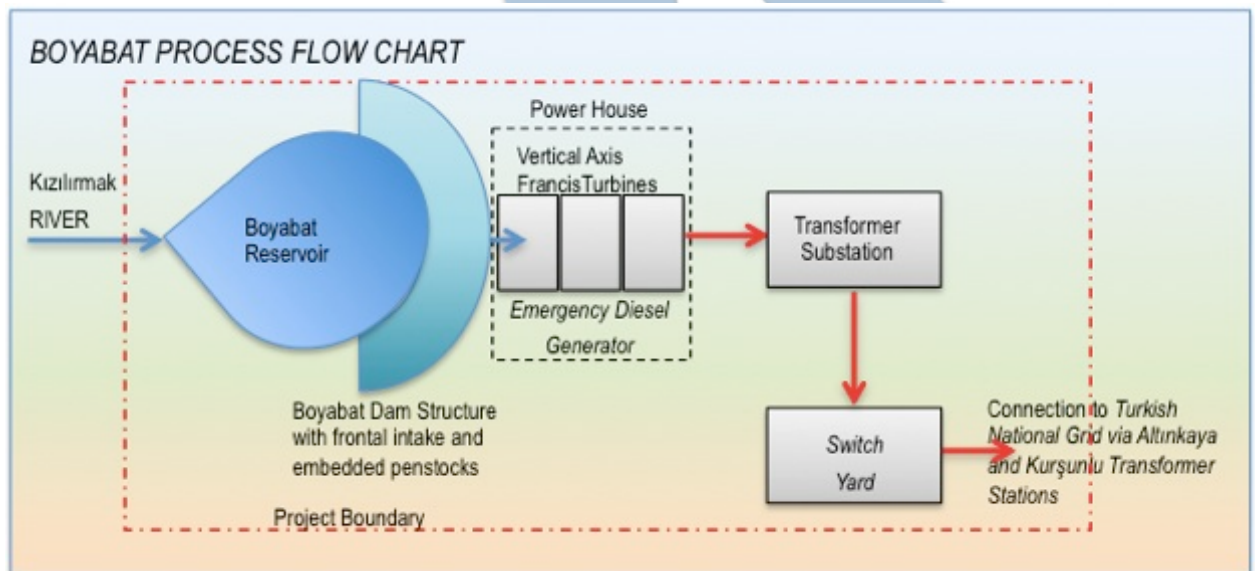 BOYABAT PROCESS FLOW CHART
Power House
Vertical Axis
FrancisTurbines
Kızılırmak
RIVER
Boyabat
Reservoir
Transformer
Substation
Emergency Diesel
Generator
Boyabat Dam Structure
with frontal intake and
embedded penstocks
Switch
Yard
Connection to Turkish
National Grid via Altınkaya
and Kurşunlu Transformer
Stations
Project Boundary